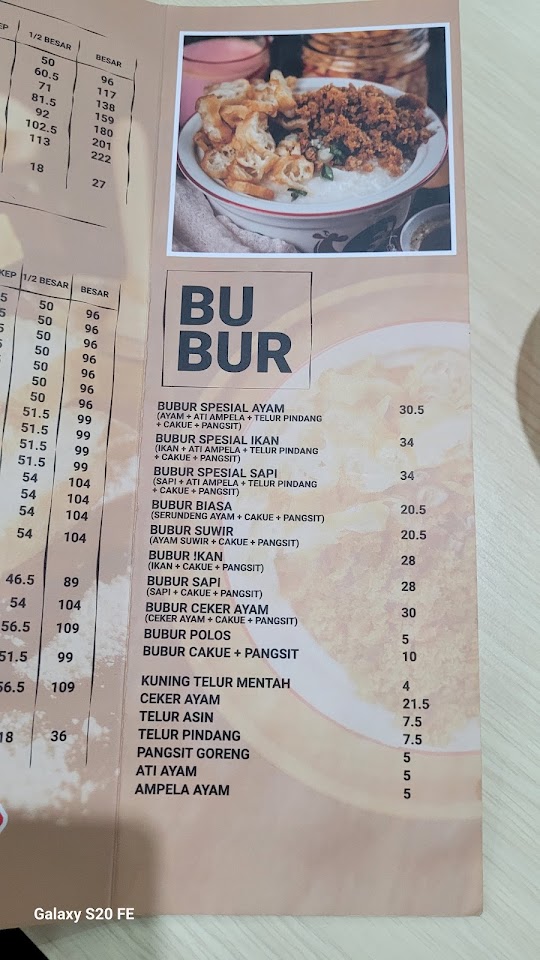 1/2 BESAR BESAR
50 96
60.5 117
71 138
81.5 159
92 180
102.5 201
113 222
18 27
KEP 1/2 BESAR BESAR
50 96
50 96
50 96
50 96
50 96
50 96
50 96
51.5 99
51.5 99
51.5 99
51.5 99
54 104
54 104
54 104
54 104
46.5 89
54 104
56.5 109
51.5 99
56.5 109
18 36
BU
BUR
BUBUR SPESIAL AYAM 30.5
(AYAM + ATI AMPELA + TELUR PINDANG
+ CAKUE + PANGSIT)
BUBUR SPESIAL IKAN 34
(IKAN + ATI AMPELA + TELUR PINDANG
+ CAKUE + PANGSIT)
BUBUR SPESIAL SAPI 34
(SAPI + ATI AMPELA + TELUR PINDANG
+ CAKUE + PANGSIT)
BUBUR BIASA 20.5
(SERUNDENG AYAM + CAKUE + PANGSIT)
BUBUR SUWIR 20.5
(AYAM SUWIR + CAKUE + PANGSIT)
BUBUR !KAN 28
(IKAN + CAKUE + PANGSIT)
BUBUR SAPI 28
(SAPI + CAKUE + PANGSIT)
BUBUR CEKER AYAM 30
(CEKER AYAM + CAKUE + PANGSIT)
BUBUR POLOS 5
BUBUR CAKUE + PANGSIT 10
KUNING TELUR MENTAH 4
CEKER AYAM 21.5
TELUR ASIN 7.5
TELUR PINDANG 7.5
PANGSIT GORENG 5
ATI AYAM 5
AMPELA AYAM 5
Galaxy S20 FE